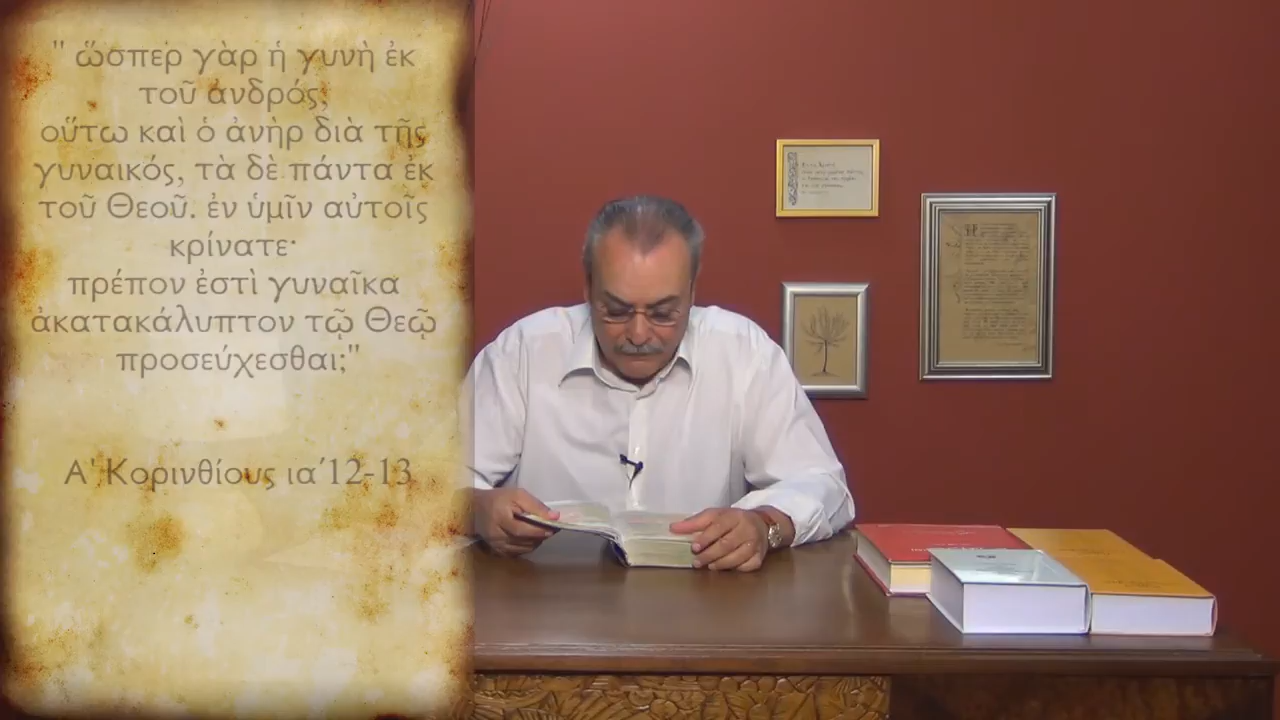 " ὥσπερ γὰρ ἡ γυνὴ ἐκ
τοῦ ἀνδρός,
οὕτω καὶ ὁ ἀνὴρ διὰ τῆς
γυναικός, τὰ δὲ πάντα ἐκ
τοῦ Θεοῦ. ἐν ὑμῖν αὐτοῖς
κρίνατε·
πρέπον ἐστὶ γυναῖκα
ἀκατακάλυπτον τῷ Θεῷ
προσεύχεσθαι;"
Α' Κορινθίους ια΄12-13